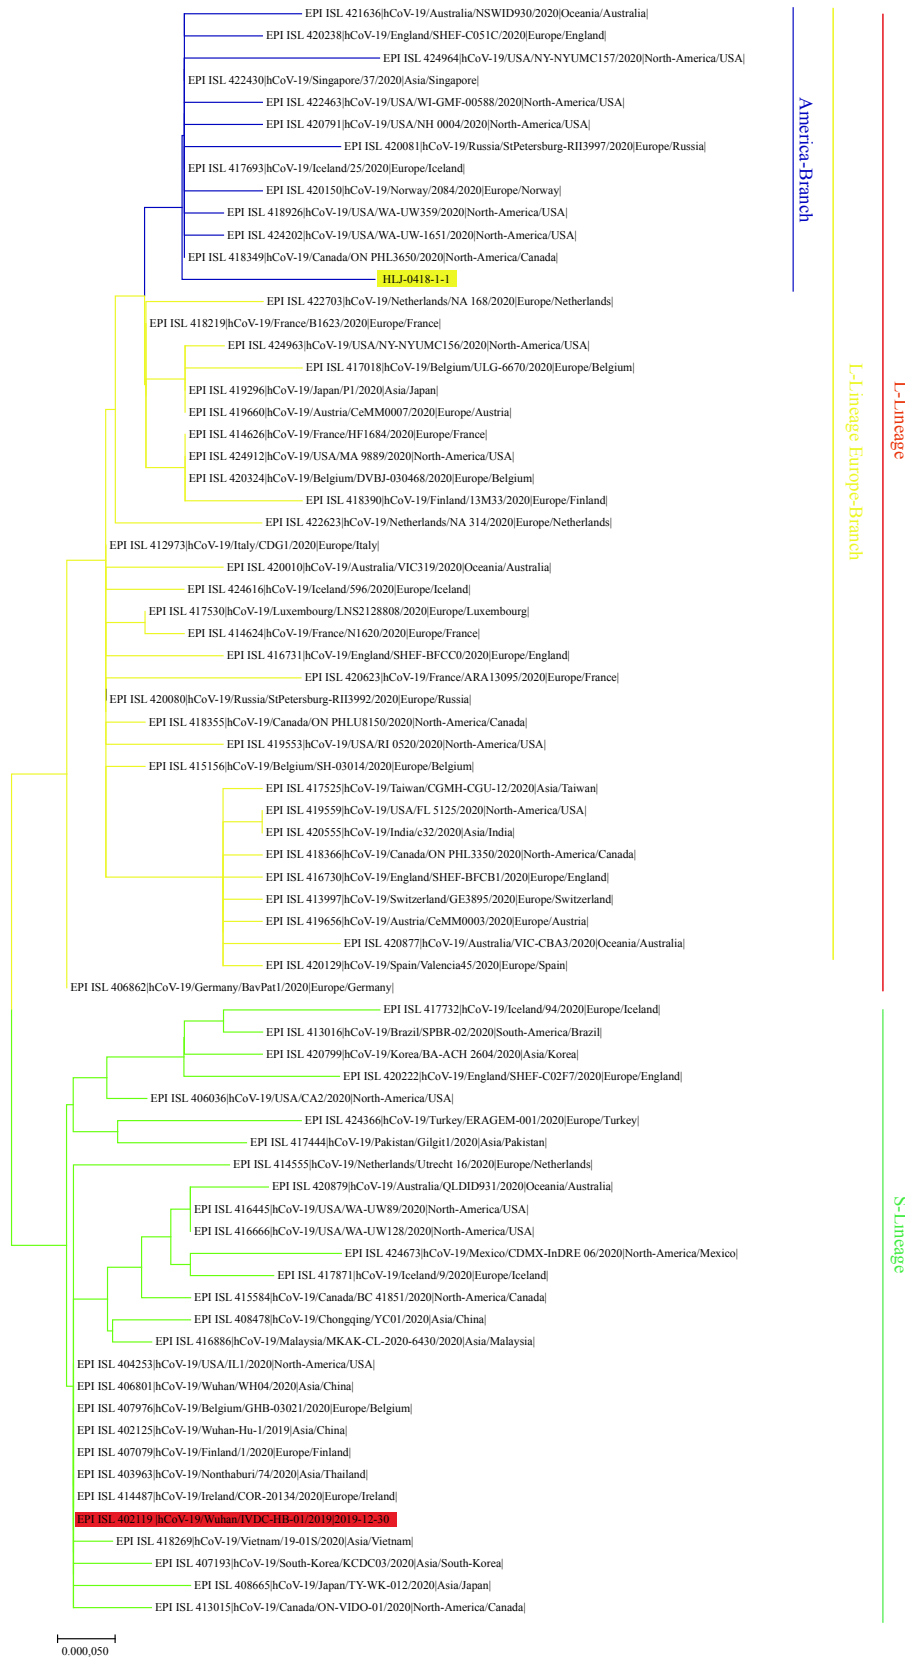 EPI ISL 421636|hCoV-19/Australia/NSWID930/2020|Oceania/Australia|
EPI ISL 420238|hCoV-19/England/SHEF-C051C/2020|Europe/England|
EPI ISL 424964|hCoV-19/USA/NY-NYUMC157/2020|North-America/USA|
EPI ISL 422430|hCoV-19/Singapore/37/2020|Asia/Singapore|
EPI ISL 422463|hCoV-19/USA/WI-GMF-00588/2020|North-America/USA|
EPI ISL 420791|hCoV-19/USA/NH 0004/2020|North-America/USA|
EPI ISL 420081|hCoV-19/Russia/StPetersburg-RII3997/2020|Europe/Russia|
EPI ISL 417693|hCoV-19/Iceland/25/2020|Europe/Iceland|
EPI ISL 420150|hCoV-19/Norway/2084/2020|Europe/Norway|
EPI ISL 418926|hCoV-19/USA/WA-UW359/2020|North-America/USA|
EPI ISL 424202|hCoV-19/USA/WA-UW-1651/2020|North-America/USA|
EPI ISL 418349|hCoV-19/Canada/ON PHL3650/2020|North-America/Canada|
HLJ-0418-1-1
America-Branch
EPI ISL 422703|hCoV-19/Netherlands/NA 168/2020|Europe/Netherlands|
EPI ISL 418219|hCoV-19/France/B1623/2020|Europe/France|
EPI ISL 424963|hCoV-19/USA/NY-NYUMC156/2020|North-America/USA|
EPI ISL 417018|hCoV-19/Belgium/ULG-6670/2020|Europe/Belgium|
EPI ISL 419296|hCoV-19/Japan/P1/2020|Asia/Japan|
EPI ISL 419660|hCoV-19/Austria/CeMM0007/2020|Europe/Austria|
EPI ISL 414626|hCoV-19/France/HF1684/2020|Europe/France|
EPI ISL 424912|hCoV-19/USA/MA 9889/2020|North-America/USA|
EPI ISL 420324|hCoV-19/Belgium/DVBJ-030468/2020|Europe/Belgium|
EPI ISL 418390|hCoV-19/Finland/13M33/2020|Europe/Finland|
EPI ISL 422623|hCoV-19/Netherlands/NA 314/2020|Europe/Netherlands|
EPI ISL 412973|hCoV-19/Italy/CDG1/2020|Europe/Italy|
EPI ISL 420010|hCoV-19/Australia/VIC319/2020|Oceania/Australia|
EPI ISL 424616|hCoV-19/Iceland/596/2020|Europe/Iceland|
EPI ISL 417530|hCoV-19/Luxembourg/LNS2128808/2020|Europe/Luxembourg|
EPI ISL 414624|hCoV-19/France/N1620/2020|Europe/France|
EPI ISL 416731|hCoV-19/England/SHEF-BFCC0/2020|Europe/England|
EPI ISL 420623|hCoV-19/France/ARA13095/2020|Europe/France|
EPI ISL 420080|hCoV-19/Russia/StPetersburg-RII3992/2020|Europe/Russia|
EPI ISL 418355|hCoV-19/Canada/ON PHLU8150/2020|North-America/Canada|
EPI ISL 419553|hCoV-19/USA/RI 0520/2020|North-America/USA|
EPI ISL 415156|hCoV-19/Belgium/SH-03014/2020|Europe/Belgium|
EPI ISL 417525|hCoV-19/Taiwan/CGMH-CGU-12/2020|Asia/Taiwan|
EPI ISL 419559|hCoV-19/USA/FL 5125/2020|North-America/USA|
EPI ISL 420555|hCoV-19/India/c32/2020|Asia/India|
EPI ISL 418366|hCoV-19/Canada/ON PHL3350/2020|North-America/Canada|
EPI ISL 416730|hCoV-19/England/SHEF-BFCB1/2020|Europe/England|
EPI ISL 413997|hCoV-19/Switzerland/GE3895/2020|Europe/Switzerland|
EPI ISL 419656|hCoV-19/Austria/CeMM0003/2020|Europe/Austria|
EPI ISL 420877|hCoV-19/Australia/VIC-CBA3/2020|Oceania/Australia|
EPI ISL 420129|hCoV-19/Spain/Valencia45/2020|Europe/Spain|
L-Lineage Europe-Branch
EPI ISL 406862|hCoV-19/Germany/BavPat1/2020|Europe/Germany|
L-Lineage
EPI ISL 417732|hCoV-19/Iceland/94/2020|Europe/Iceland|
EPI ISL 413016|hCoV-19/Brazil/SPBR-02/2020|South-America/Brazil|
EPI ISL 420799|hCoV-19/Korea/BA-ACH 2604/2020|Asia/Korea|
EPI ISL 420222|hCoV-19/England/SHEF-C02F7/2020|Europe/England|
EPI ISL 406036|hCoV-19/USA/CA2/2020|North-America/USA|
EPI ISL 424366|hCoV-19/Turkey/ERAGEM-001/2020|Europe/Turkey|
EPI ISL 417444|hCoV-19/Pakistan/Gilgit1/2020|Asia/Pakistan|
EPI ISL 414555|hCoV-19/Netherlands/Utrecht 16/2020|Europe/Netherlands|
EPI ISL 420879|hCoV-19/Australia/QLDID931/2020|Oceania/Australia|
EPI ISL 416445|hCoV-19/USA/WA-UW89/2020|North-America/USA|
EPI ISL 416666|hCoV-19/USA/WA-UW128/2020|North-America/USA|
EPI ISL 424673|hCoV-19/Mexico/CDMX-InDRE 06/2020|North-America/Mexico|
EPI ISL 417871|hCoV-19/Iceland/9/2020|Europe/Iceland|
EPI ISL 415584|hCoV-19/Canada/BC 41851/2020|North-America/Canada|
EPI ISL 408478|hCoV-19/Chongqing/YC01/2020|Asia/China|
EPI ISL 416886|hCoV-19/Malaysia/MKAK-CL-2020-6430/2020|Asia/Malaysia|
EPI ISL 404253|hCoV-19/USA/IL1/2020|North-America/USA|
EPI ISL 406801|hCoV-19/Wuhan/WH04/2020|Asia/China|
EPI ISL 407976|hCoV-19/Belgium/GHB-03021/2020|Europe/Belgium|
EPI ISL 402125|hCoV-19/Wuhan-Hu-1/2019|Asia/China|
EPI ISL 407079|hCoV-19/Finland/1/2020|Europe/Finland|
EPI ISL 403963|hCoV-19/Nonthaburi/74/2020|Asia/Thailand|
EPI ISL 414487|hCoV-19/Ireland/COR-20134/2020|Europe/Ireland|
EPI ISL 402119 |hCoV-19/Wuhan/IVDC-HB-01/2019|2019-12-30
EPI ISL 418269|hCoV-19/Vietnam/19-01S/2020|Asia/Vietnam|
EPI ISL 407193|hCoV-19/South-Korea/KCDC03/2020|Asia/South-Korea|
EPI ISL 408665|hCoV-19/Japan/TY-WK-012/2020|Asia/Japan|
EPI ISL 413015|hCoV-19/Canada/ON-VIDO-01/2020|North-America/Canada|
S-Lineage
0.000,050